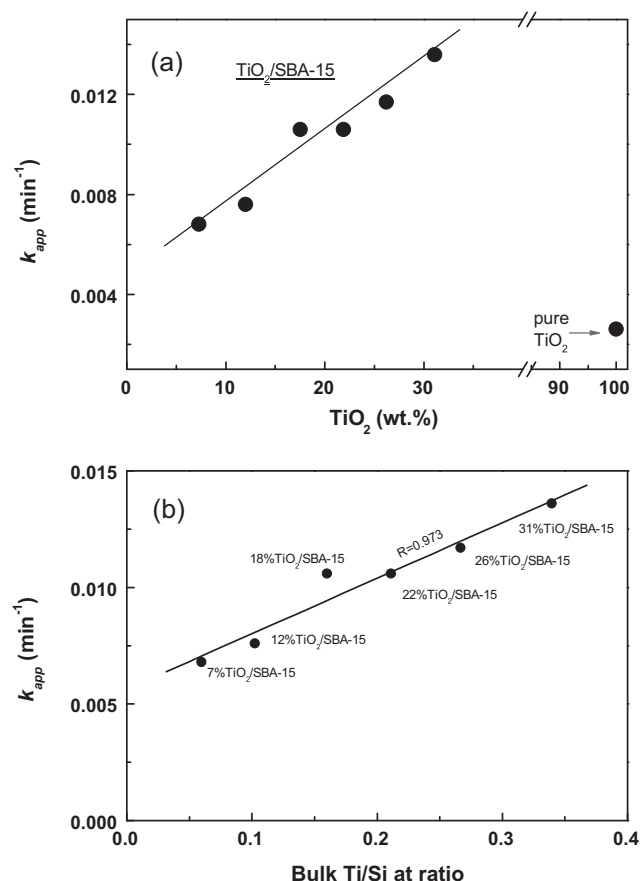 (a)
TiO₂/SBA-15
0.012
0.008
0.004
k_app (min⁻¹)
pure
TiO₂
0 10 20 30 90 100
TiO₂ (wt.%)
(b)
0.015
0.010
0.005
0.000
k_app (min⁻¹)
R=0.973
31%TiO₂/SBA-15
18%TiO₂/SBA-15
26%TiO₂/SBA-15
22%TiO₂/SBA-15
12%TiO₂/SBA-15
7%TiO₂/SBA-15
0.0 0.1 0.2 0.3 0.4
Bulk Ti/Si at ratio